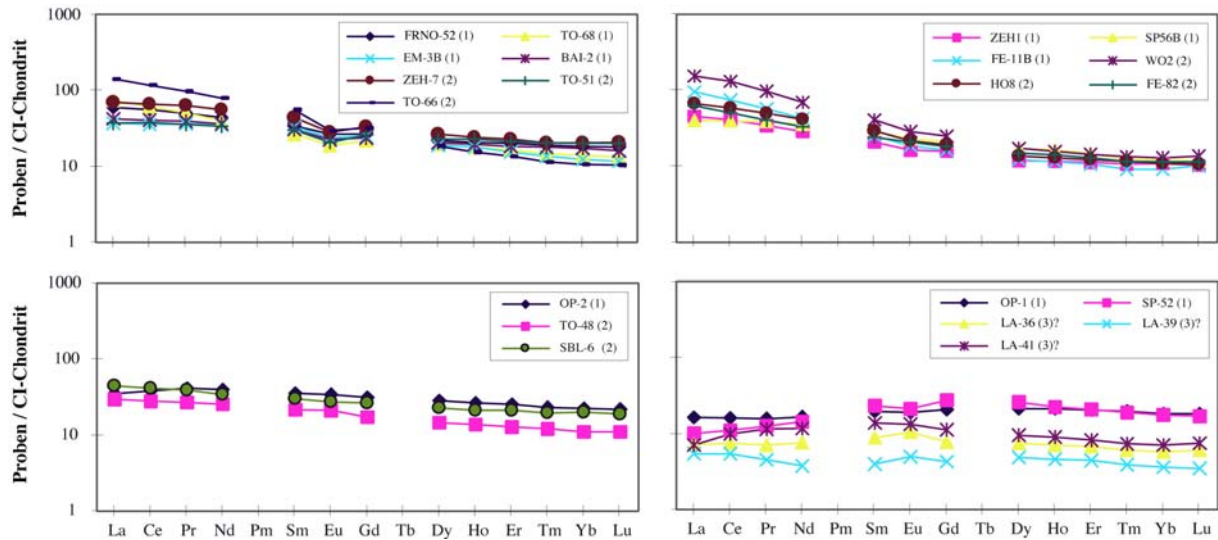 Proben / CI-Chondrit
1000
100
10
1
FRNO-52 (1)
TO-68 (1)
EM-3B (1)
BAI-2 (1)
ZEH-7 (2)
TO-51 (2)
TO-66 (2)
ZEH1 (1)
SP56B (1)
FE-11B (1)
WO2 (2)
HO8 (2)
FE-82 (2)
Proben / CI-Chondrit
1000
100
10
1
OP-2 (1)
TO-48 (2)
SBL-6 (2)
OP-1 (1)
SP-52 (1)
LA-36 (3)?
LA-39 (3)?
LA-41 (3)?
La Ce Pr Nd Pm Sm Eu Gd Tb Dy Ho Er Tm Yb Lu
La Ce Pr Nd Pm Sm Eu Gd Tb Dy Ho Er Tm Yb Lu